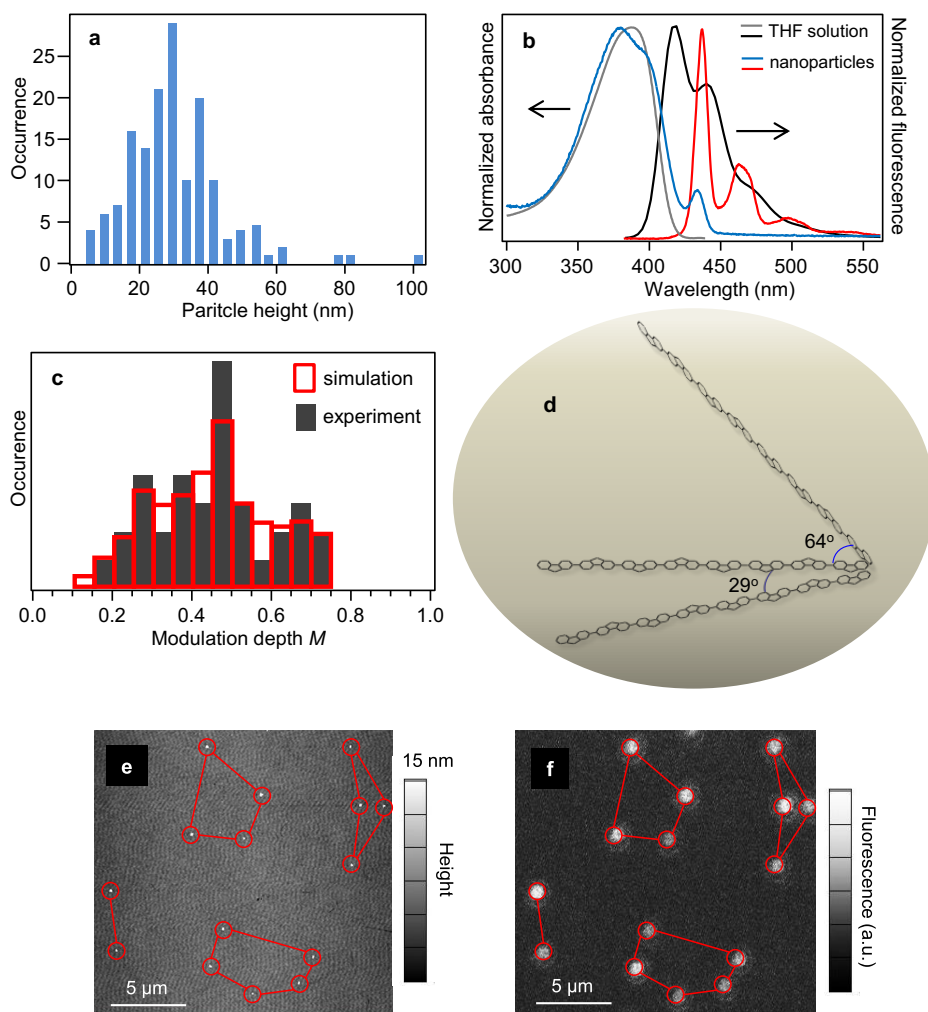 a
25
20
15
10
5
0
Occurrence
0 20 40 60 80 100
Paritcle height (nm)
b
THF solution
nanoparticles
Normalized absorbance
Normalized fluorescence
300 350 400 450 500 550
Wavelength (nm)
c
simulation
experiment
Occurence
0.0 0.2 0.4 0.6 0.8 1.0
Modulation depth M
d
64°
29°
e
15 nm
Height
5 µm
f
Fluorescence (a.u.)
5 µm